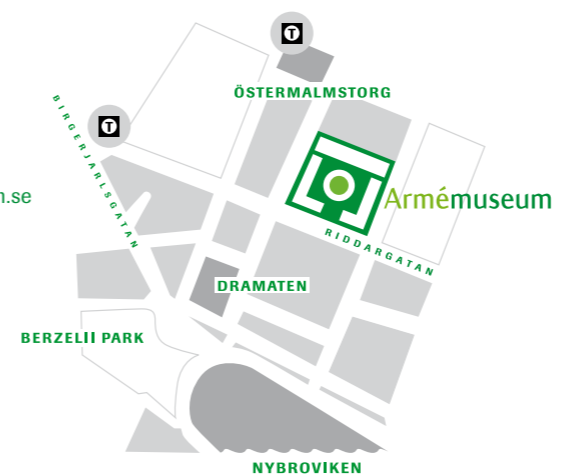 T
ÖSTERMALMSTORG
T
BIRGERJARLSGATAN
n.se
Armémuseum
RIDDARGATAN
DRAMATEN
BERZELII PARK
NYBROVIKEN